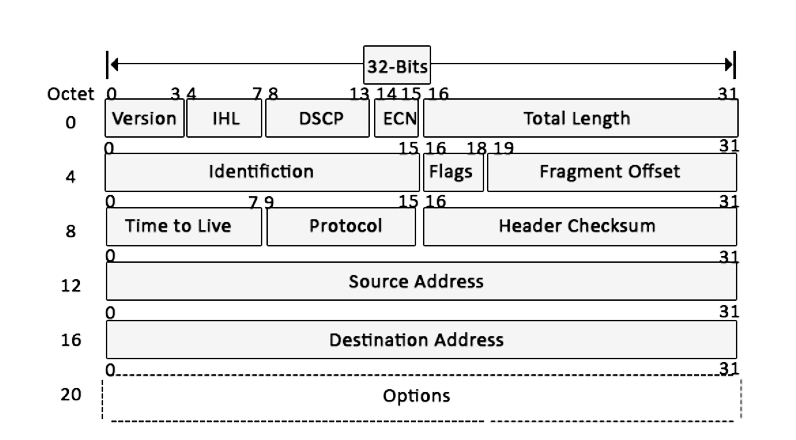 32-Bits
Octet 0 3 4 7 8 13 14 15 16 31
0 Version IHL DSCP ECN Total Length
0 15 16 18 19 31
4 Identifiction Flags Fragment Offset
0 7 9 15 16 31
8 Time to Live Protocol Header Checksum
0 31
12 Source Address
0 31
16 Destination Address
0 31
20 Options